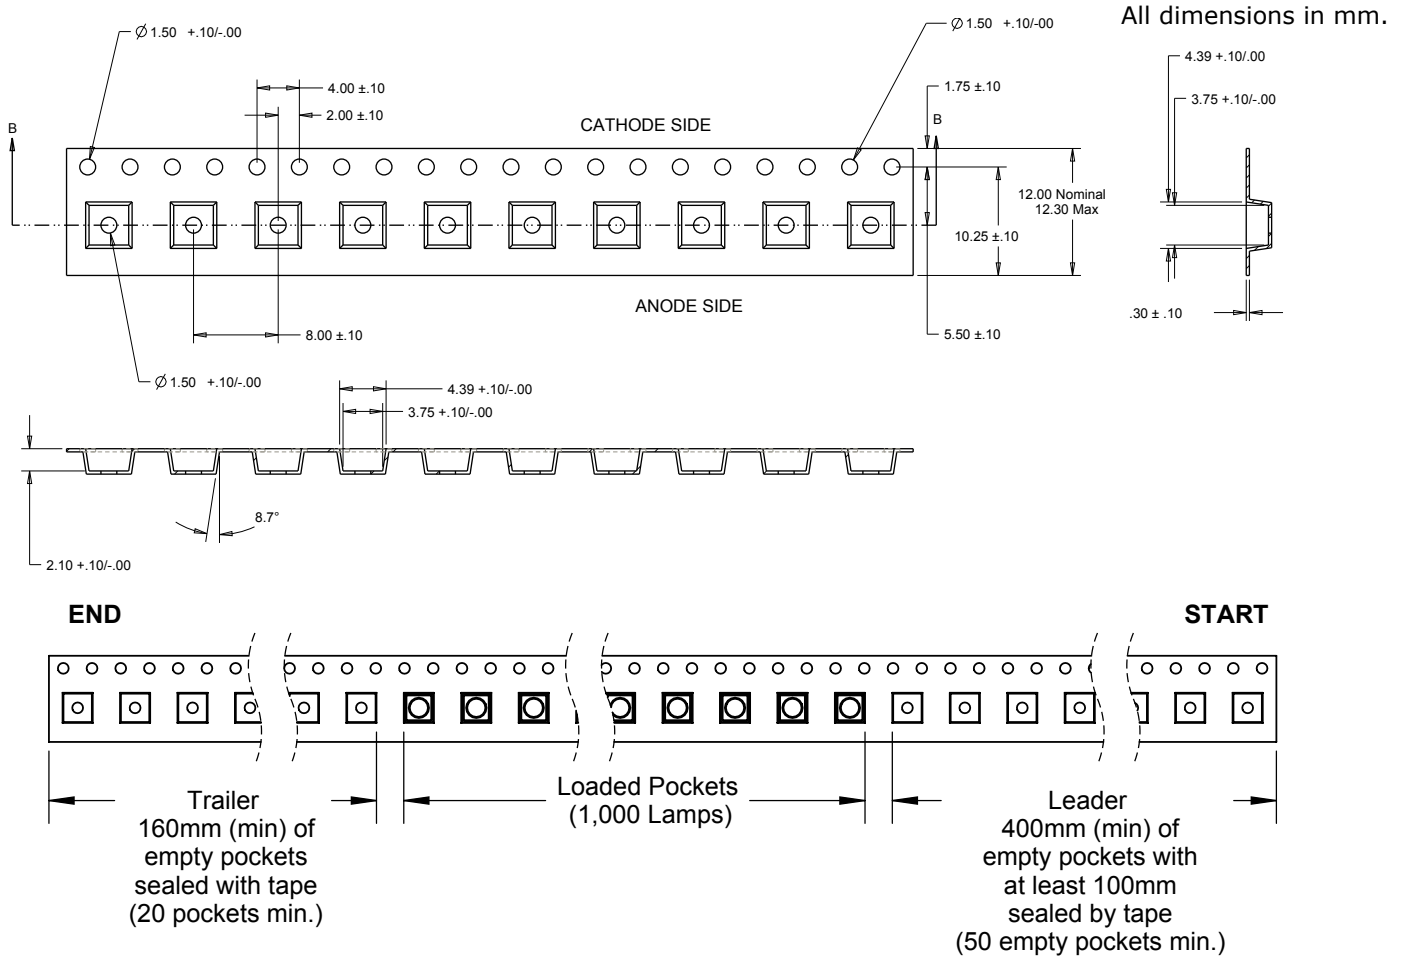 All dimensions in mm.
Ø 1.50 +.10/-.00
Ø 1.50 +.10/-00
4.00 ±.10
2.00 ±.10
1.75 ±.10
4.39 +.10/.00
3.75 +.10/-.00
B
B
CATHODE SIDE
12.00 Nominal
12.30 Max
10.25 ±.10
ANODE SIDE
8.00 ±.10
5.50 ±.10
.30 ± .10
Ø 1.50 +.10/-.00
4.39 +.10/-.00
3.75 +.10/-.00
8.7°
2.10 +.10/-.00
END
START
Trailer
160mm (min) of
empty pockets
sealed with tape
(20 pockets min.)
Loaded Pockets
(1,000 Lamps)
Leader
400mm (min) of
empty pockets with
at least 100mm
sealed by tape
(50 empty pockets min.)